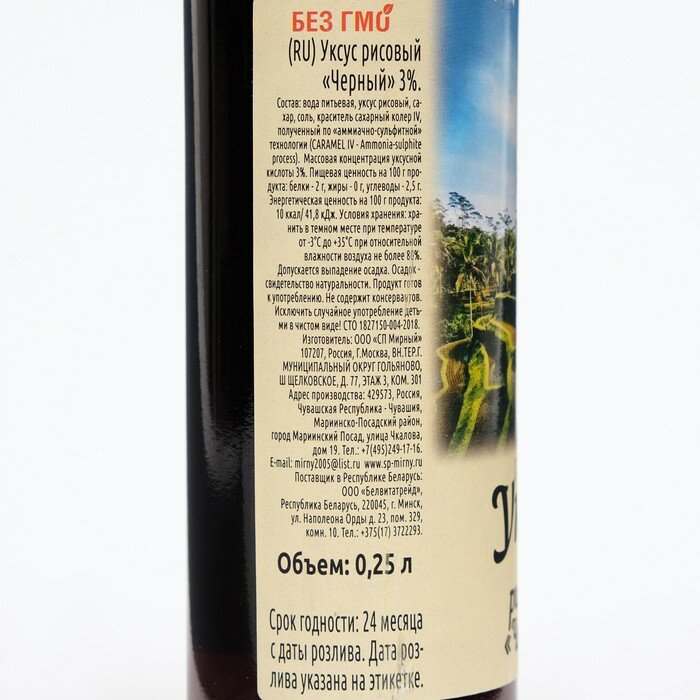 БЕЗ ГМО
(RU) Уксус рисовый
«Черный» 3%.
Состав: вода питьевая, уксус рисовый, са-
хар, соль, краситель сахарный колер IV,
полученный по «аммиачно-сульфитной»
технологии (CARAMEL IV - Ammonia-sulphite
process). Массовая концентрация уксусной
кислоты 3%. Пищевая ценность на 100 г про-
дукта: белки - 2 г, жиры - 0 г, углеводы - 2,5 г.
Энергетическая ценность на 100 г продукта:
10 ккал/ 41,8 кДж. Условия хранения: хра-
нить в темном месте при температуре
от -3°С до +35°С при относительной
влажности воздуха не более 80%.
Допускается выпадение осадка. Осадок -
свидетельство натуральности. Продукт готов
к употреблению. Не содержит консервантов.
Исключить случайное употребление деть-
ми в чистом виде! СТО 1827150-004-2018.
Изготовитель: ООО «СП Мирный»
107207, Россия, Г.Москва, ВН.ТЕР.Г.
МУНИЦИПАЛЬНЫЙ ОКРУГ ГОЛЬЯНОВО,
Ш ЩЕЛКОВСКОЕ, Д. 77, ЭТАЖ 3, КОМ. 301
Адрес производства: 429573, Россия,
Чувашская Республика - Чувашия,
Мариинско-Посадский район,
город Мариинский Посад, улица Чкалова,
дом 19. Тел.: +7(495)249-17-16.
E-mail: mirny2005@list.ru www.sp-mirny.ru
Поставщик в Республике Беларусь:
ООО «Белвитатрейд»,
Республика Беларусь, 220045, г. Минск,
ул. Наполеона Орды д. 23, пом. 329,
комн. 10. Тел.: +375(17) 3722293.
Объем: 0,25 л
Срок годности: 24 месяца
с даты розлива. Дата роз-
лива указана на этикетке.